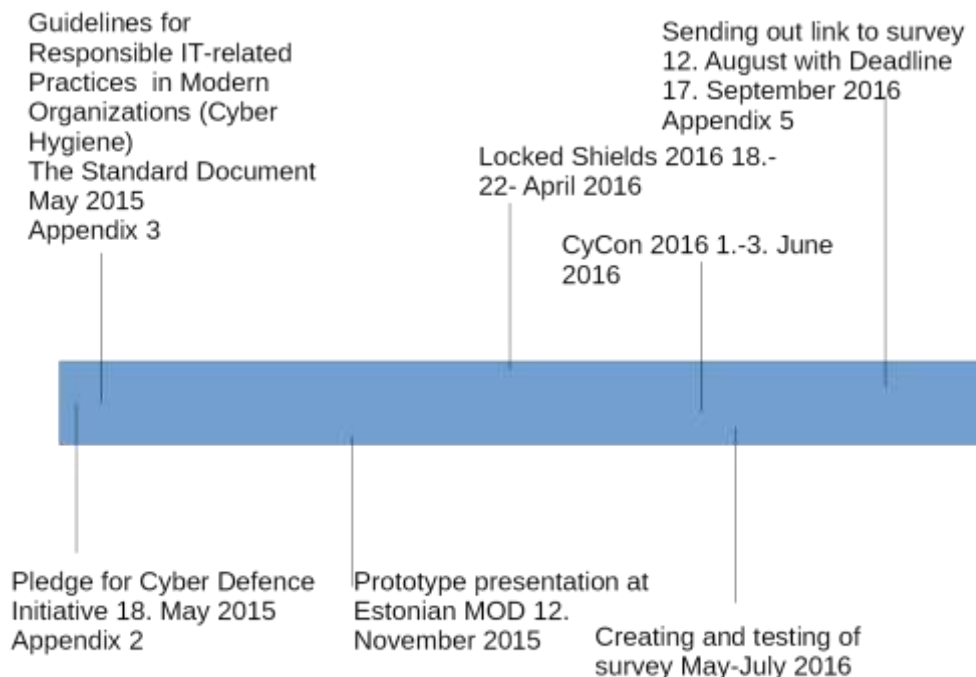 Guidelines for
Responsible IT-related
Practices in Modern
Organizations (Cyber
Hygiene)
The Standard Document
May 2015
Appendix 3
Locked Shields 2016 18.-
22- April 2016
CyCon 2016 1.-3. June
2016
Sending out link to survey
12. August with Deadline
17. September 2016
Appendix 5
Pledge for Cyber Defence
Initiative 18. May 2015
Appendix 2
Prototype presentation at
Estonian MOD 12.
November 2015
Creating and testing of
survey May-July 2016